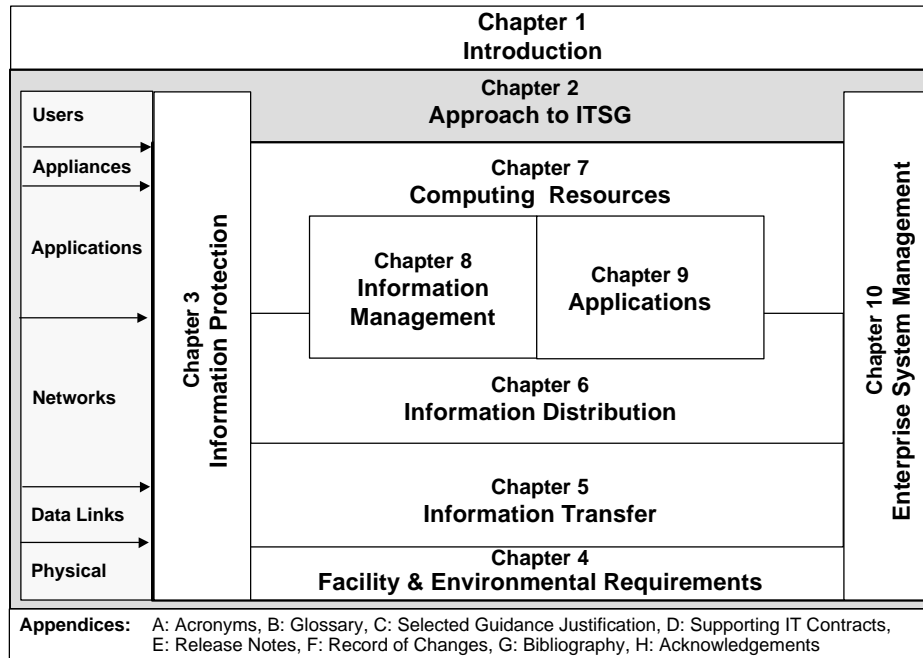 Chapter 1
Introduction
Chapter 2
Approach to ITSG
Users
Appliances
Applications
Networks
Data Links
Physical
Chapter 3
Information Protection
Chapter 7
Computing Resources
Chapter 8
Information
Management
Chapter 9
Applications
Chapter 6
Information Distribution
Chapter 5
Information Transfer
Chapter 4
Facility & Environmental Requirements
Chapter 10
Enterprise System Management
Appendices: A: Acronyms, B: Glossary, C: Selected Guidance Justification, D: Supporting IT Contracts,
E: Release Notes, F: Record of Changes, G: Bibliography, H: Acknowledgements